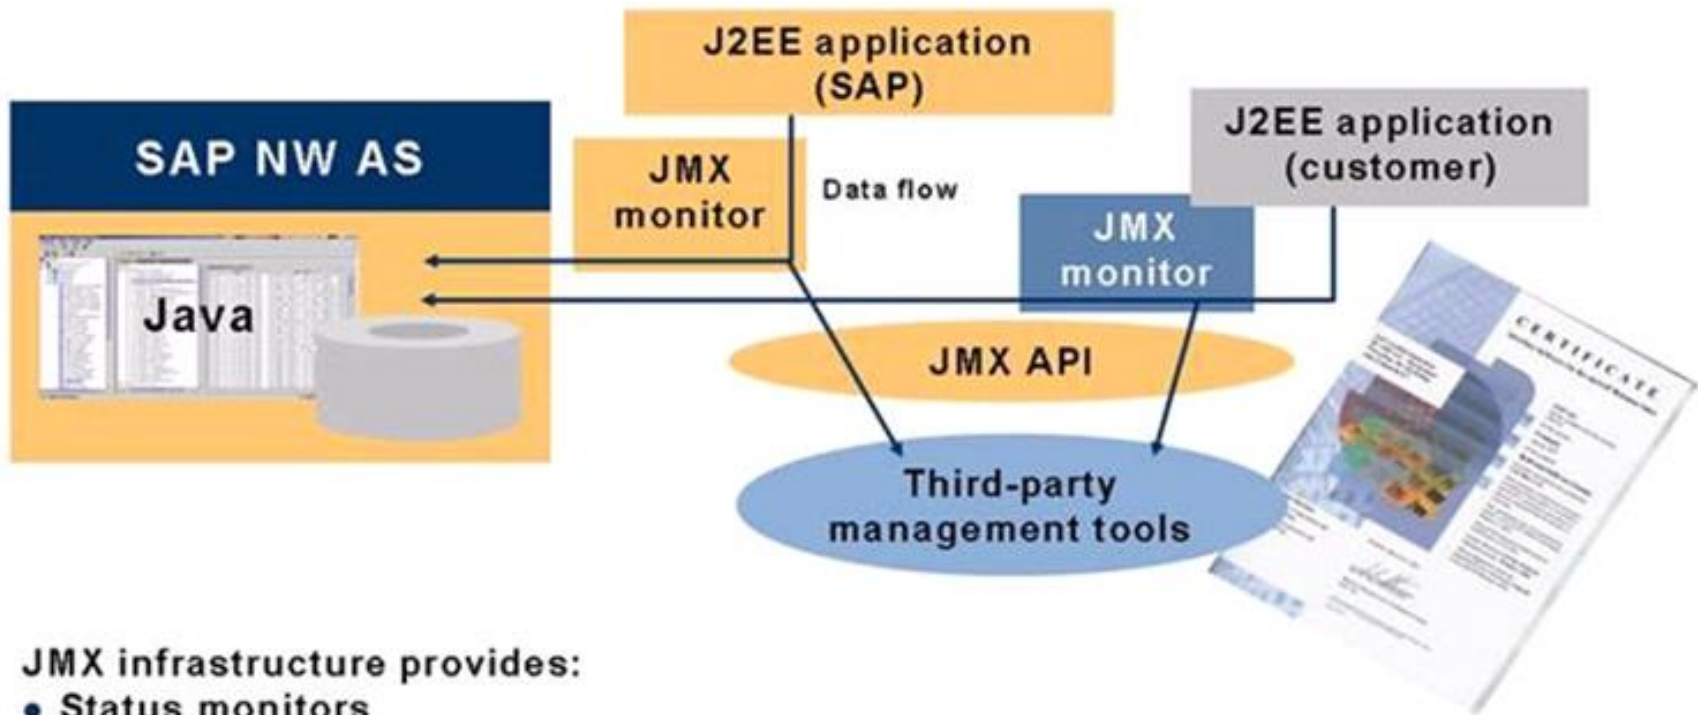 J2EE application
(SAP)
SAP NW AS
JMX
monitor
Data flow
J2EE application
(customer)
JMX
monitor
Java
JMX API
CERTIFICATE
Third-party
management tools
JMX infrastructure provides:
• Status monitors